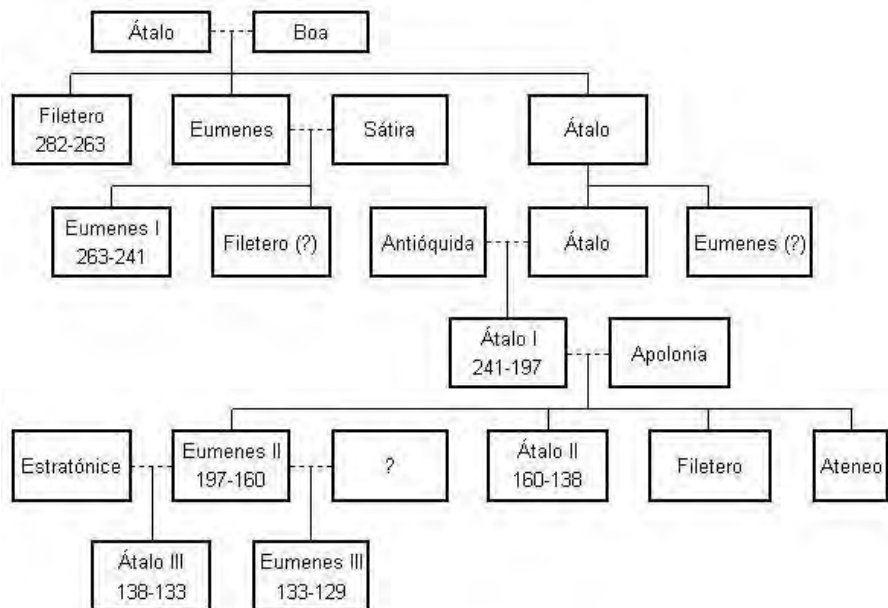 Átalo
Boa
Filetero
282-263
Eumenes
Sátira
Átalo
Eumenes I
263-241
Filetero (?)
Antióquida
Átalo
Eumenes (?)
Átalo I
241-197
Apolonia
Estratónice
Eumenes II
197-160
?
Átalo II
160-138
Filetero
Ateneo
Átalo III
138-133
Eumenes III
133-129